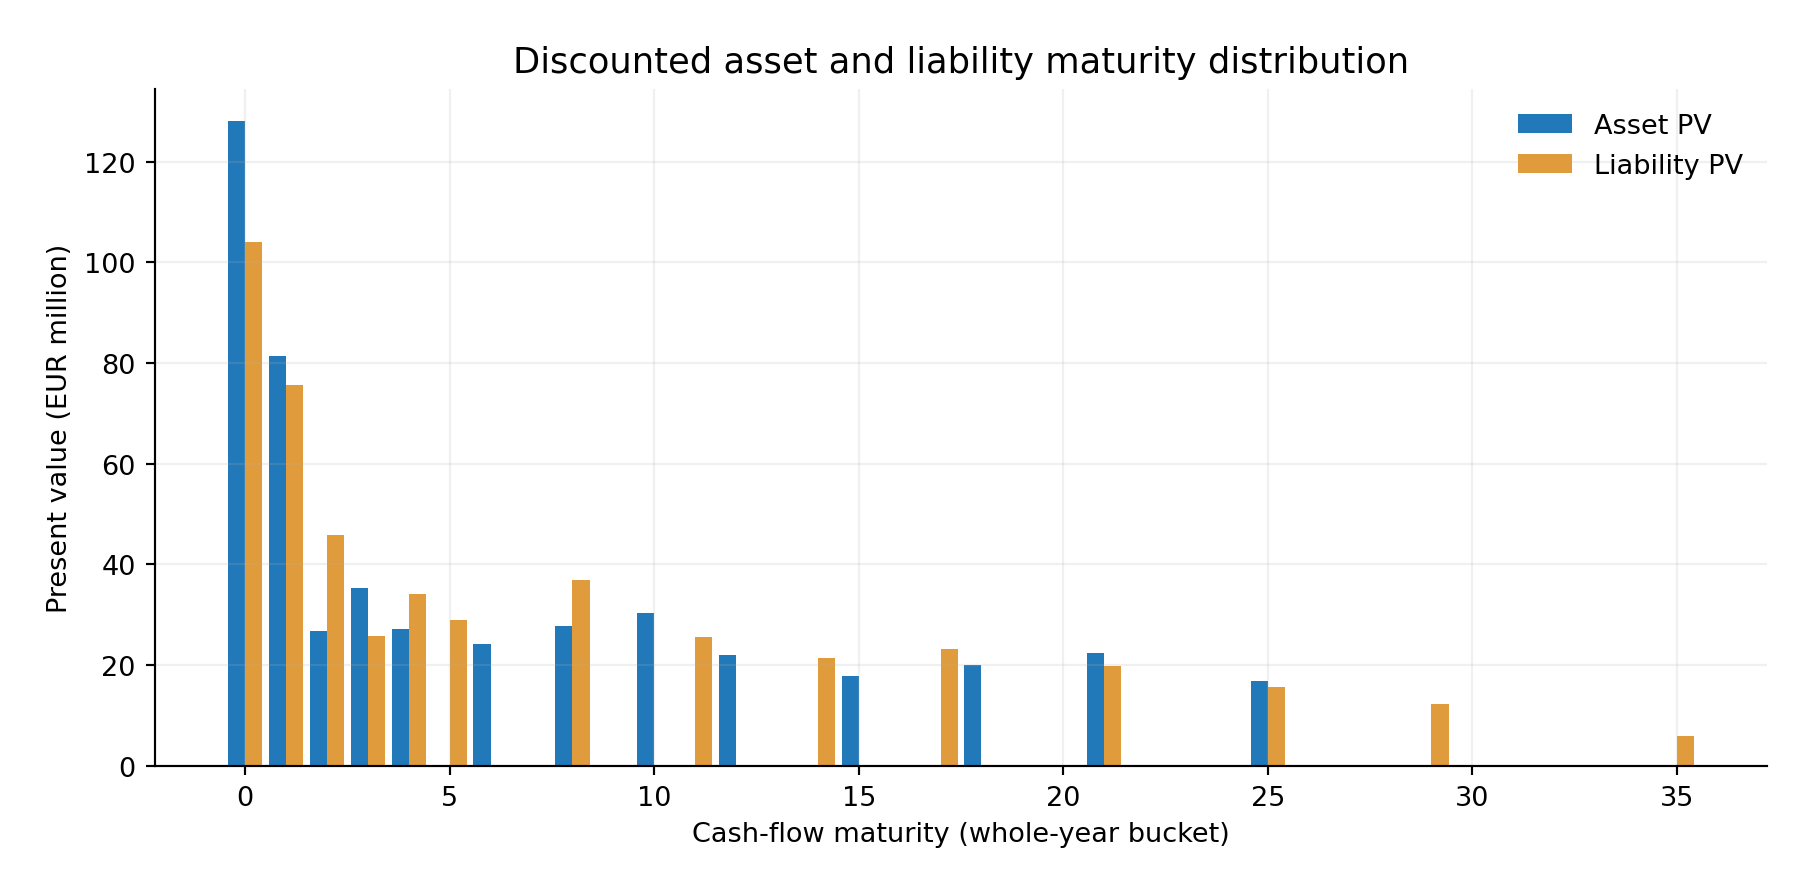 Discounted asset and liability maturity distribution
Asset PV
Liability PV
120
100
80
60
40
20
0
Present value (EUR million)
0 5 10 15 20 25 30 35
Cash-flow maturity (whole-year bucket)